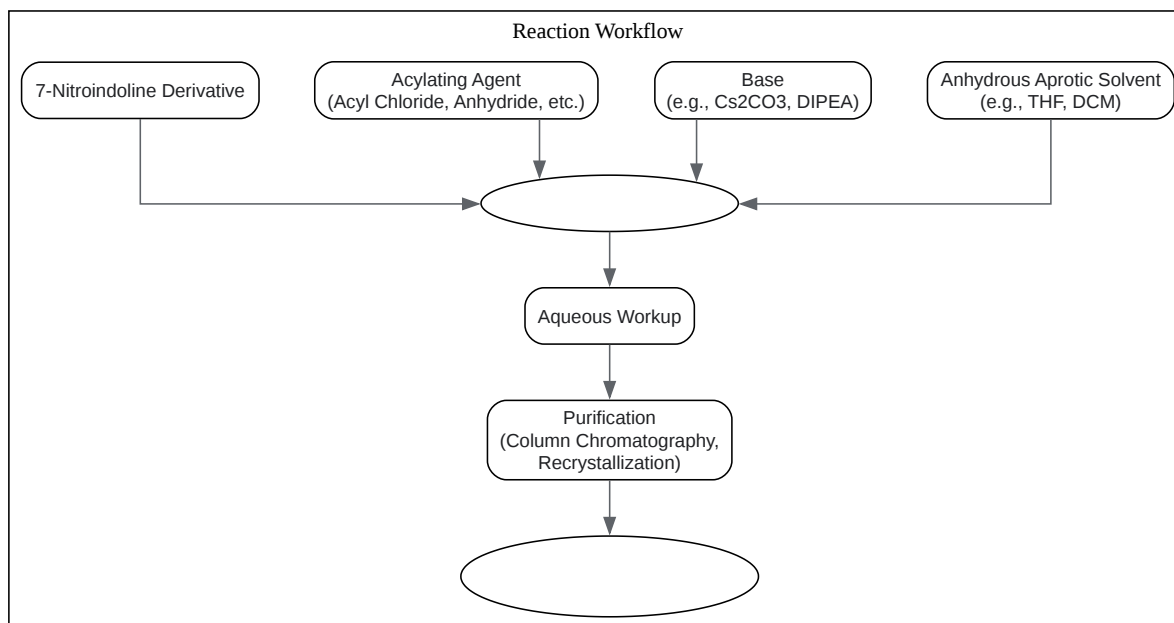 Reaction Workflow
7-Nitroindoline Derivative
Acylating Agent
(Acyl Chloride, Anhydride, etc.)
Base
(e.g., Cs2CO3, DIPEA)
Anhydrous Aprotic Solvent
(e.g., THF, DCM)
Aqueous Workup
Purification
(Column Chromatography,
Recrystallization)